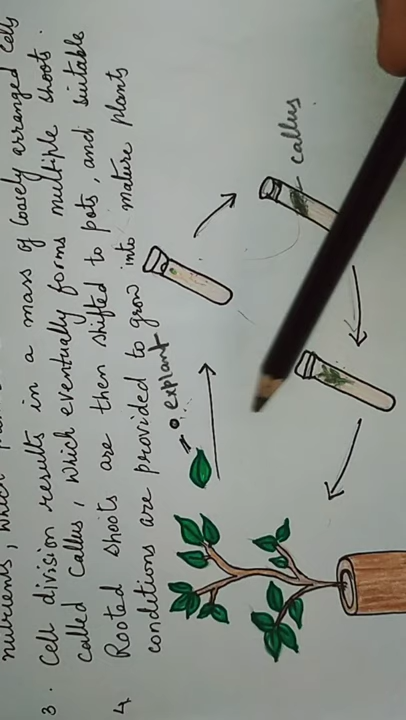 nutrients, which
3. Cell division results in a mass of loosely arranged cells
called Callus, which eventually forms multiple shoots.
4 Rooted shoots are then shifted to pots, and suitable
conditions are provided to grow into mature plants
explant
callus